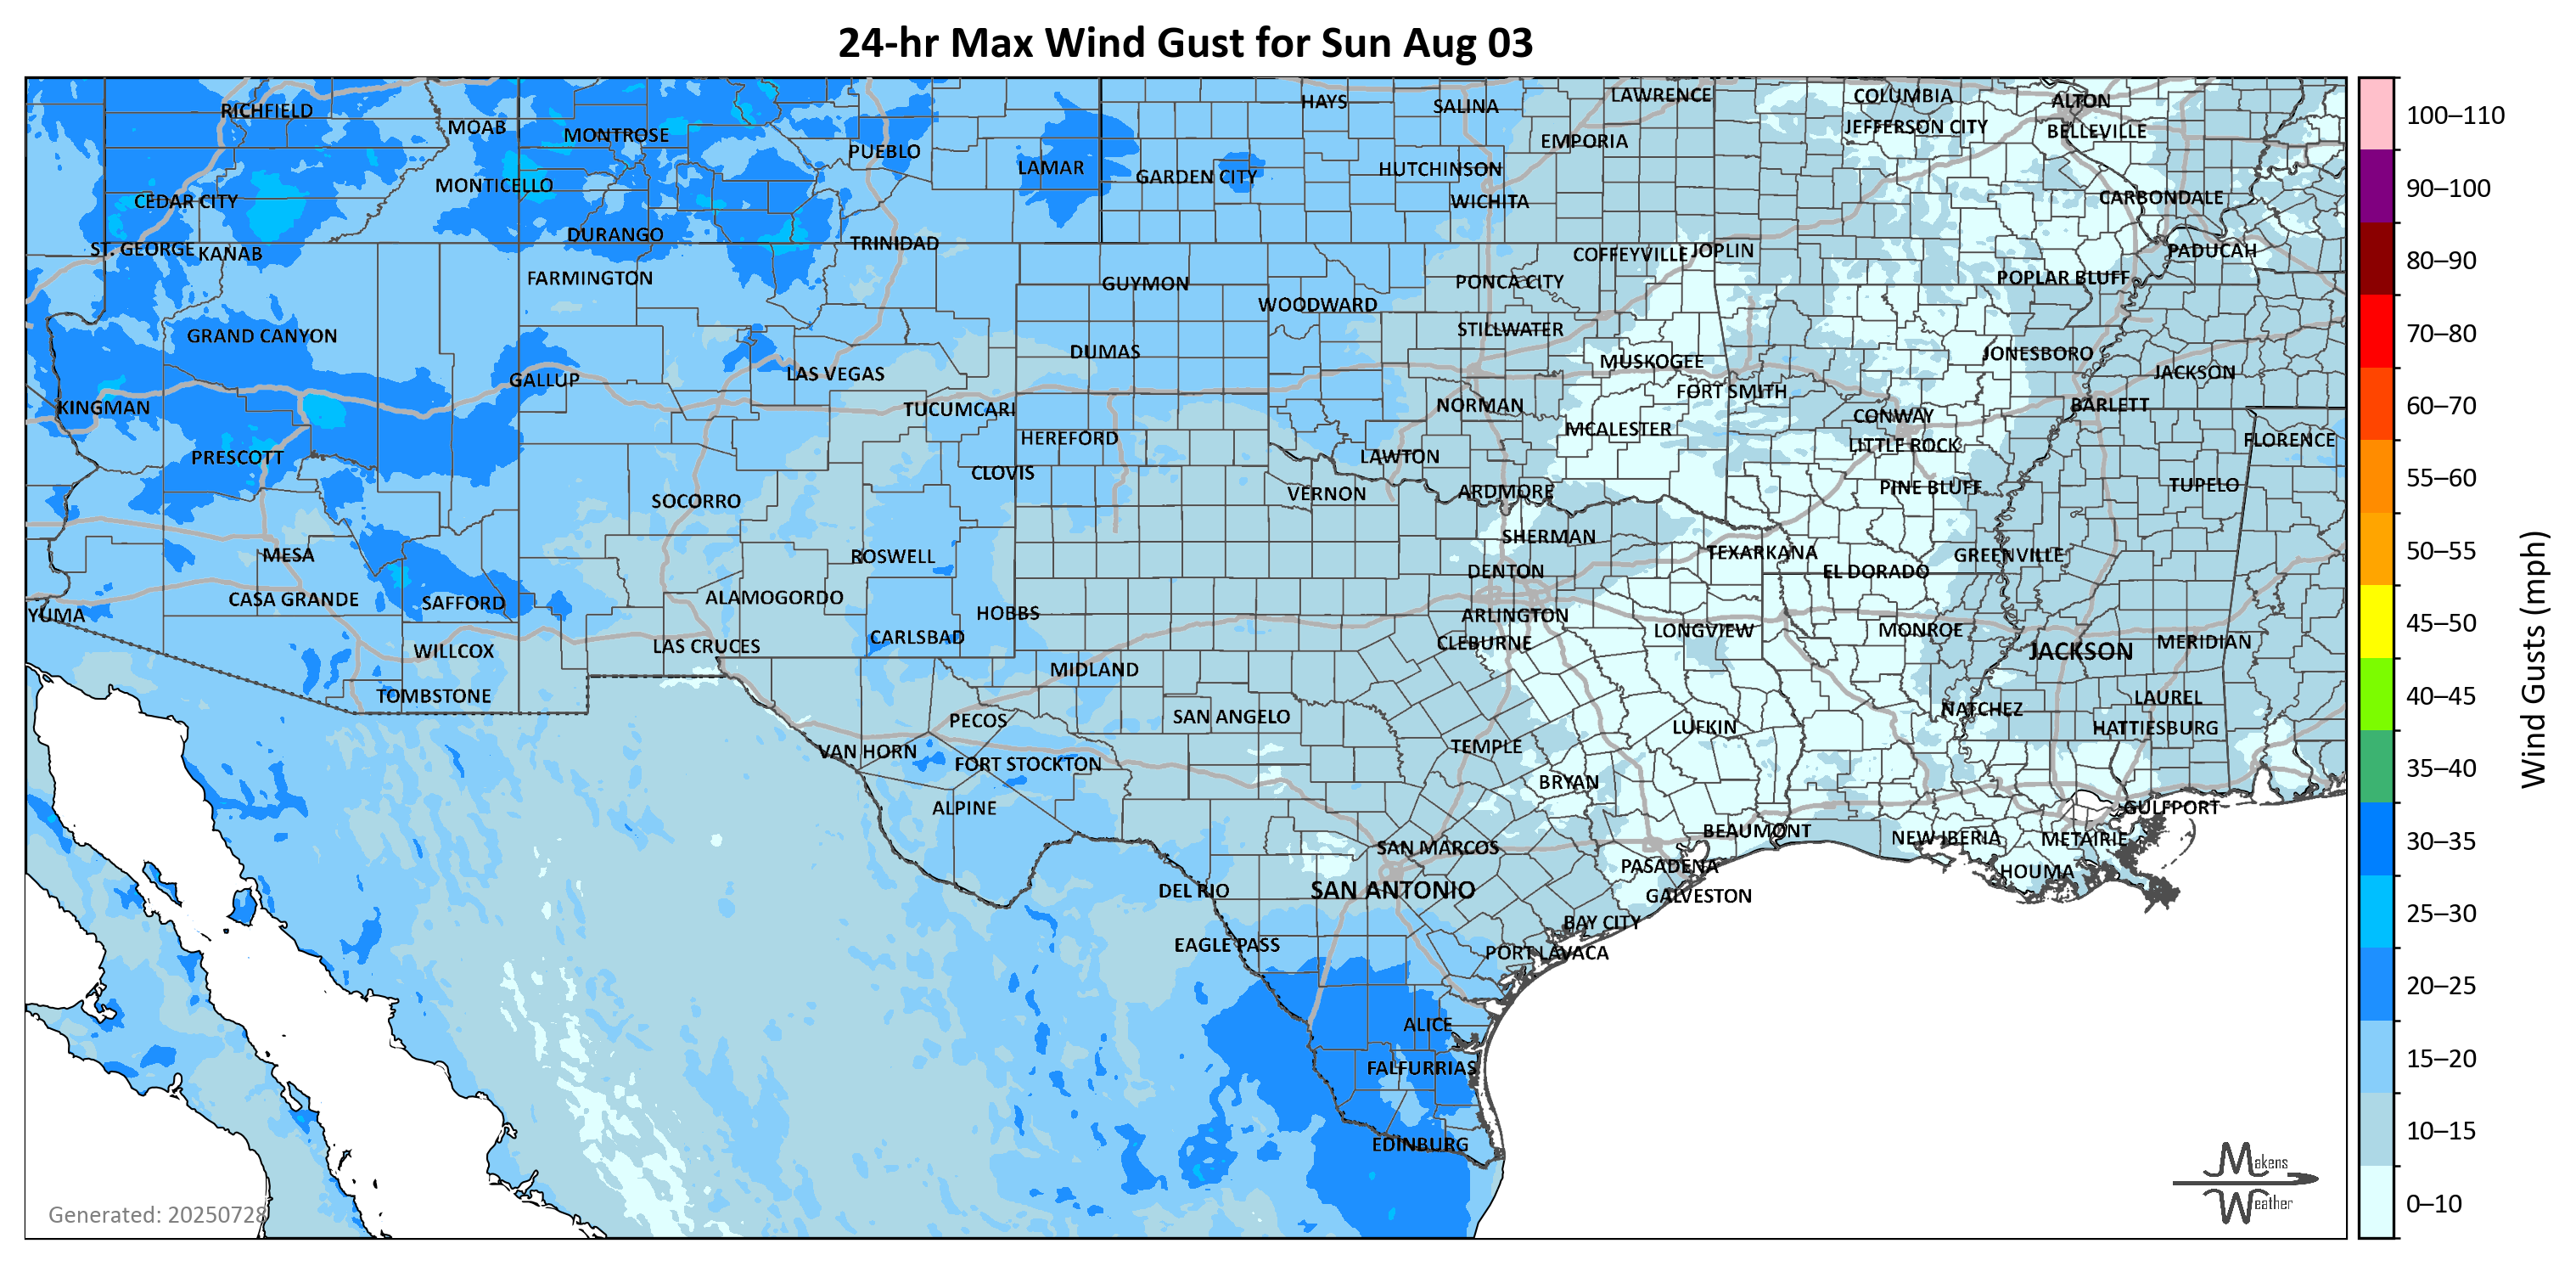 24-hr Max Wind Gust for Sun Aug 03
RICHFIELD
MOAB
MONTROSE
PUEBLO
LAMAR
HAYS
SALINA
LAWRENCE
COLUMBIA
ALTON
EMPORIA
JEFFERSON CITY
BELLEVILLE
MONTICELLO
GARDEN CITY
HUTCHINSON
CEDAR CITY
WICHITA
CARBONDALE
ST. GEORGE
KANAB
DURANGO
TRINIDAD
COFFEYVILLE
JOPLIN
PADUCAH
FARMINGTON
GUYMON
PONCA CITY
POPLAR BLUFF
WOODWARD
GRAND CANYON
STILLWATER
DUMAS
MUSKOGEE
JONESBORO
GALLUP
LAS VEGAS
JACKSON
KINGMAN
TUCUMCARI
NORMAN
FORT SMITH
CONWAY
BARLETT
HEREFORD
MCALESTER
LITTLE ROCK
FLORENCE
PRESCOTT
CLOVIS
LAWTON
SOCORRO
VERNON
ARDMORE
PINE BLUFF
TUPELO
MESA
ROSWELL
SHERMAN
TEXARKANA
GREENVILLE
DENTON
EL DORADO
YUMA
CASA GRANDE
SAFFORD
ALAMOGORDO
HOBBS
ARLINGTON
WILLCOX
LAS CRUCES
CARLSBAD
CLEBURNE
LONGVIEW
MONROE
JACKSON
MERIDIAN
TOMBSTONE
MIDLAND
LAUREL
PECOS
SAN ANGELO
LUFKIN
NATCHEZ
HATTIESBURG
VAN HORN
FORT STOCKTON
TEMPLE
BRYAN
ALPINE
GULFPORT
SAN MARCOS
BEAUMONT
NEW IBERIA
METAIRIE
DEL RIO
SAN ANTONIO
PASADENA
GALVESTON
HOUMA
EAGLE PASS
BAY CITY
PORT LAVACA
ALICE
FALFURRIAS
EDINBURG
Generated: 20250728
Makens
Weather
100–110
90–100
80–90
70–80
60–70
55–60
50–55
45–50
40–45
35–40
30–35
25–30
20–25
15–20
10–15
0–10
Wind Gusts (mph)